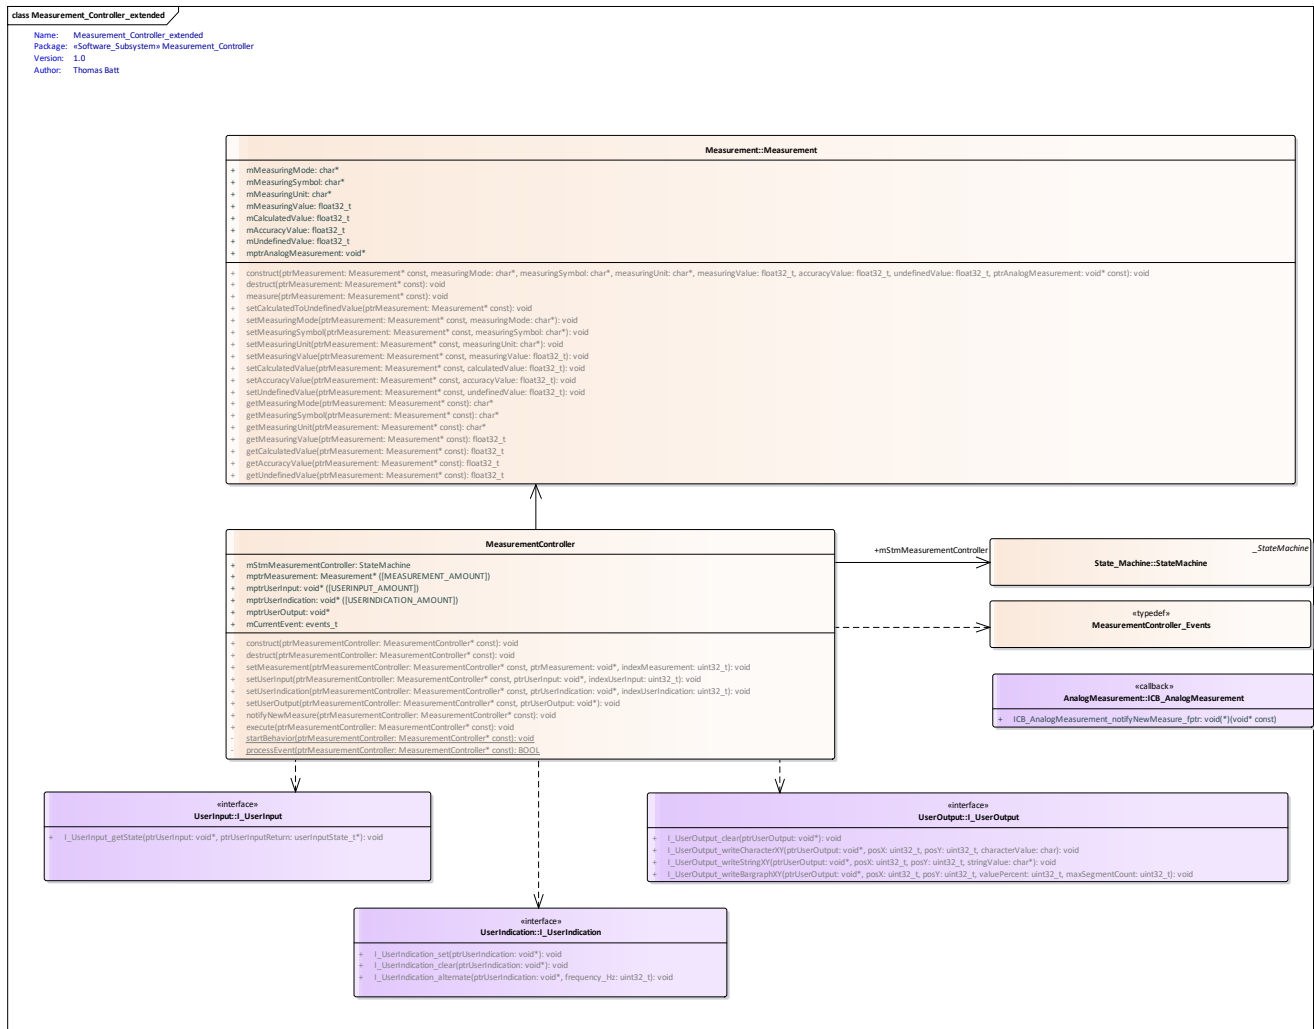 class Measurement_Controller_extended
Name: Measurement_Controller_extended
Package: «Software_Subsystem» Measurement_Controller
Version: 1.0
Author: Thomas Batt
Measurement::Measurement
+ mMeasuringMode: char*
+ mMeasuringSymbol: char*
+ mMeasuringUnit: char*
+ mMeasuringValue: float32_t
+ mCalculatedValue: float32_t
+ mAccuracyValue: float32_t
+ mUndefinedValue: float32_t
+ mptrAnalogMeasurement: void*
+ construct(ptrMeasurement: Measurement* const, measuringMode: char*, measuringSymbol: char*, measuringUnit: char*, measuringValue: float32_t, accuracyValue: float32_t, undefinedValue: float32_t, ptrAnalogMeasurement: void* const): void
+ destruct(ptrMeasurement: Measurement* const): void
+ measure(ptrMeasurement: Measurement* const): void
+ setCalculatedToUndefinedValue(ptrMeasurement: Measurement* const): void
+ setMeasuringMode(ptrMeasurement: Measurement* const, measuringMode: char*): void
+ setMeasuringSymbol(ptrMeasurement: Measurement* const, measuringSymbol: char*): void
+ setMeasuringUnit(ptrMeasurement: Measurement* const, measuringUnit: char*): void
+ setMeasuringValue(ptrMeasurement: Measurement* const, measuringValue: float32_t): void
+ setCalculatedValue(ptrMeasurement: Measurement* const, calculatedValue: float32_t): void
+ setAccuracyValue(ptrMeasurement: Measurement* const, accuracyValue: float32_t): void
+ setUndefinedValue(ptrMeasurement: Measurement* const, undefinedValue: float32_t): void
+ getMeasuringMode(ptrMeasurement: Measurement* const): char*
+ getMeasuringSymbol(ptrMeasurement: Measurement* const): char*
+ getMeasuringUnit(ptrMeasurement: Measurement* const): char*
+ getMeasuringValue(ptrMeasurement: Measurement* const): float32_t
+ getCalculatedValue(ptrMeasurement: Measurement* const): float32_t
+ getAccuracyValue(ptrMeasurement: Measurement* const): float32_t
+ getUndefinedValue(ptrMeasurement: Measurement* const): float32_t
MeasurementController
+ mStmMeasurementController: StateMachine
+ mptrMeasurement: Measurement* ([MEASUREMENT_AMOUNT])
+ mptrUserInput: void* ([USERINPUT_AMOUNT])
+ mptrUserIndication: void* ([USERINDICATION_AMOUNT])
+ mptrUserOutput: void*
+ mCurrentEvent: events_t
+ construct(ptrMeasurementController: MeasurementController* const): void
+ destruct(ptrMeasurementController: MeasurementController* const): void
+ setMeasurement(ptrMeasurementController: MeasurementController* const, ptrMeasurement: void*, indexMeasurement: uint32_t): void
+ setUserInput(ptrMeasurementController: MeasurementController* const, ptrUserInput: void*, indexUserInput: uint32_t): void
+ setUserIndication(ptrMeasurementController: MeasurementController* const, ptrUserIndication: void*, indexUserIndication: uint32_t): void
+ setUserOutput(ptrMeasurementController: MeasurementController* const, ptrUserOutput: void*): void
+ notifyNewMeasure(ptrMeasurementController: MeasurementController* const): void
+ execute(ptrMeasurementController: MeasurementController* const): void
- startBehavior(ptrMeasurementController: MeasurementController* const): void
- processEvent(ptrMeasurementController: MeasurementController* const): BOOL
+mStmMeasurementController
_StateMachine
State_Machine::StateMachine
«typedef»
MeasurementController_Events
«callback»
AnalogMeasurement::ICB_AnalogMeasurement
+ ICB_AnalogMeasurement_notifyNewMeasure_fptr: void(*)(void* const)
«interface»
UserInput::I_UserInput
+ I_UserInput_getState(ptrUserInput: void*, ptrUserInputReturn: userInputState_t*): void
«interface»
UserOutput::I_UserOutput
+ I_UserOutput_clear(ptrUserOutput: void*): void
+ I_UserOutput_writeCharacterXY(ptrUserOutput: void*, posX: uint32_t, posY: uint32_t, characterValue: char): void
+ I_UserOutput_writeStringXY(ptrUserOutput: void*, posX: uint32_t, posY: uint32_t, stringValue: char*): void
+ I_UserOutput_writeBargraphXY(ptrUserOutput: void*, posX: uint32_t, posY: uint32_t, valuePercent: uint32_t, maxSegmentCount: uint32_t): void
«interface»
UserIndication::I_UserIndication
+ I_UserIndication_set(ptrUserIndication: void*): void
+ I_UserIndication_clear(ptrUserIndication: void*): void
+ I_UserIndication_alternate(ptrUserIndication: void*, frequency_Hz: uint32_t): void